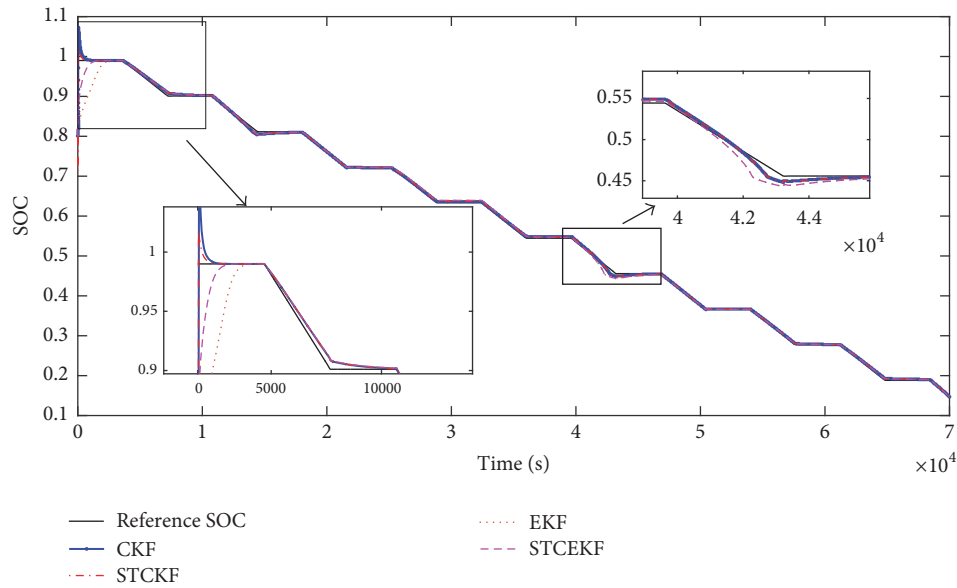 1.1
1
0.9
0.8
0.7
0.6
0.5
0.4
0.3
0.2
0.1
SOC
0.55
0.5
0.45
4 4.2 4.4
×10⁴
1
0.95
0.9
0 5000 10000
0 1 2 3 4 5 6 7
Time (s)
×10⁴
Reference SOC
CKF
STCKF
EKF
STCEKF